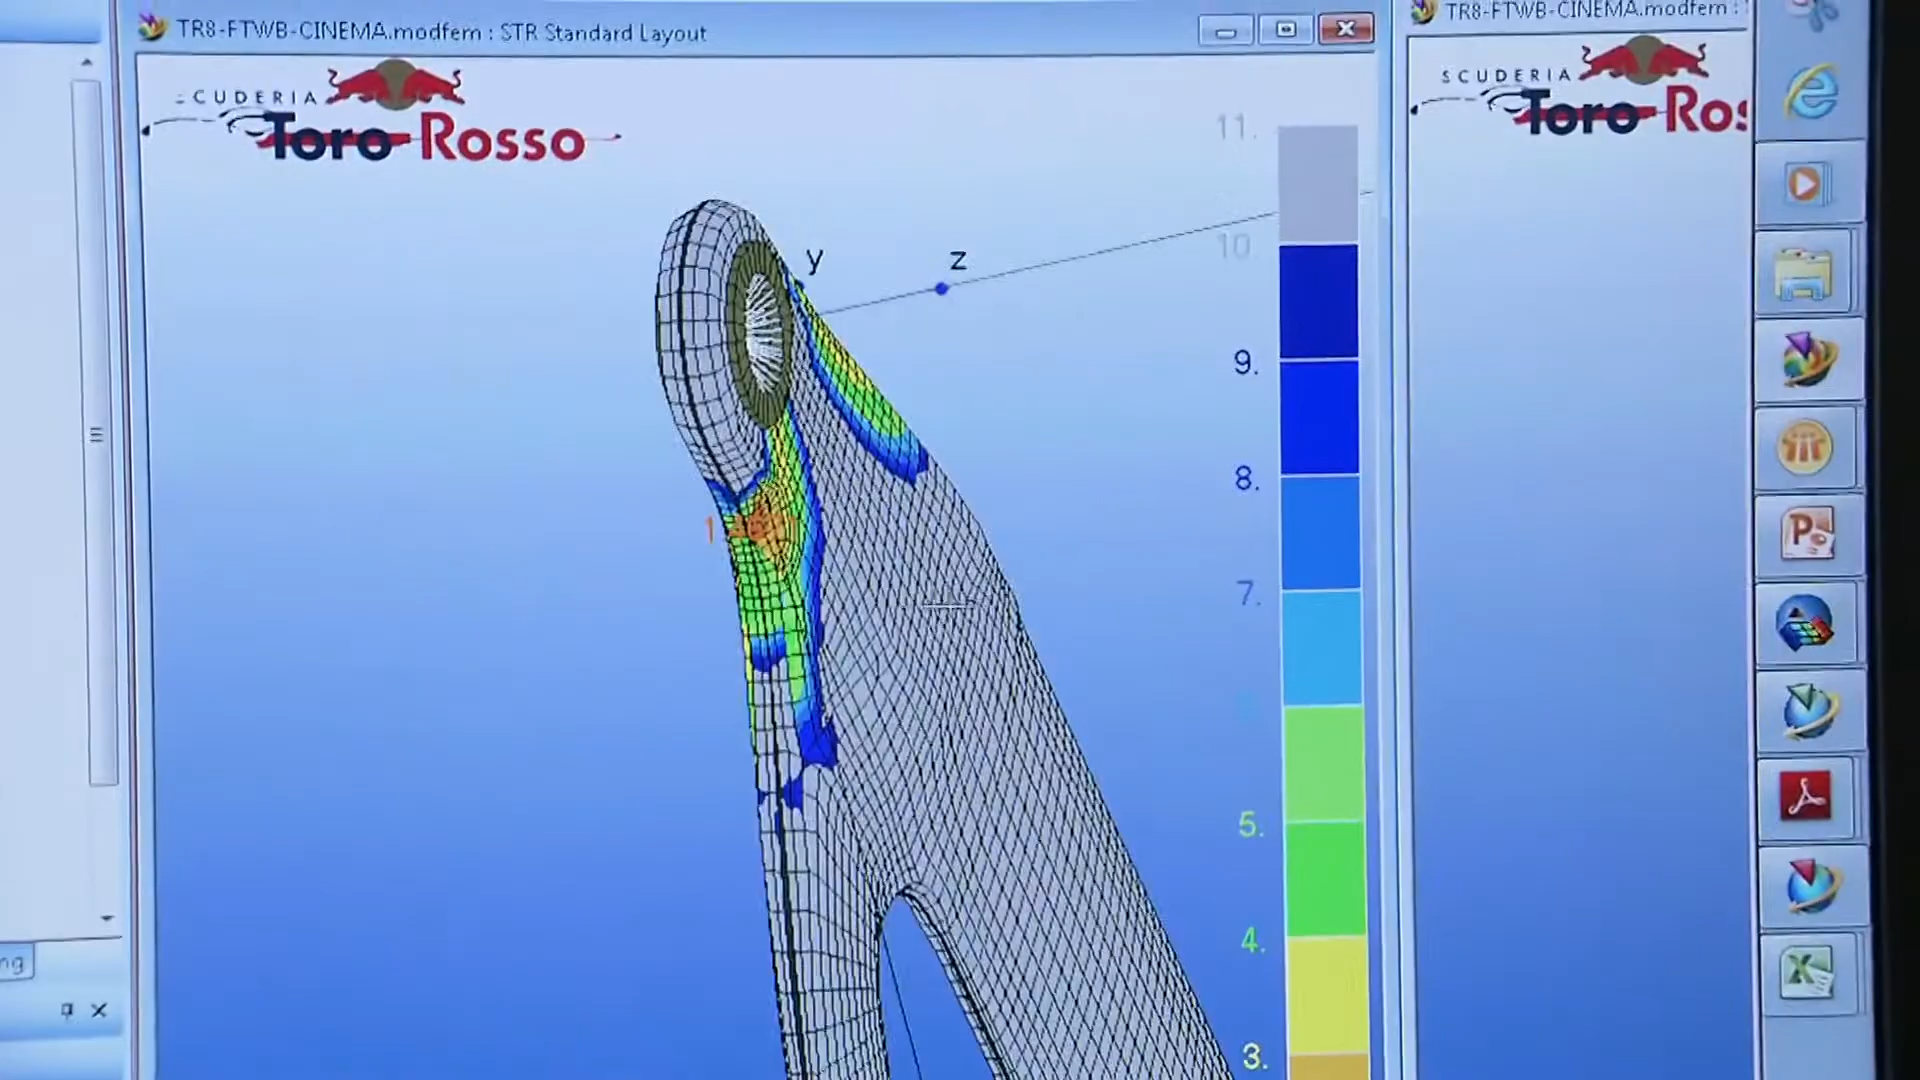 TR8-FTWB-CINEMA.modfem : STR Standard Layout
TR8-FTWB-CINEMA.modfem :
SCUDERIA
Toro Rosso
SCUDERIA
Toro Ros
11.
10
9.
8.
7.
5.
4.
3.
y
z
1
ng